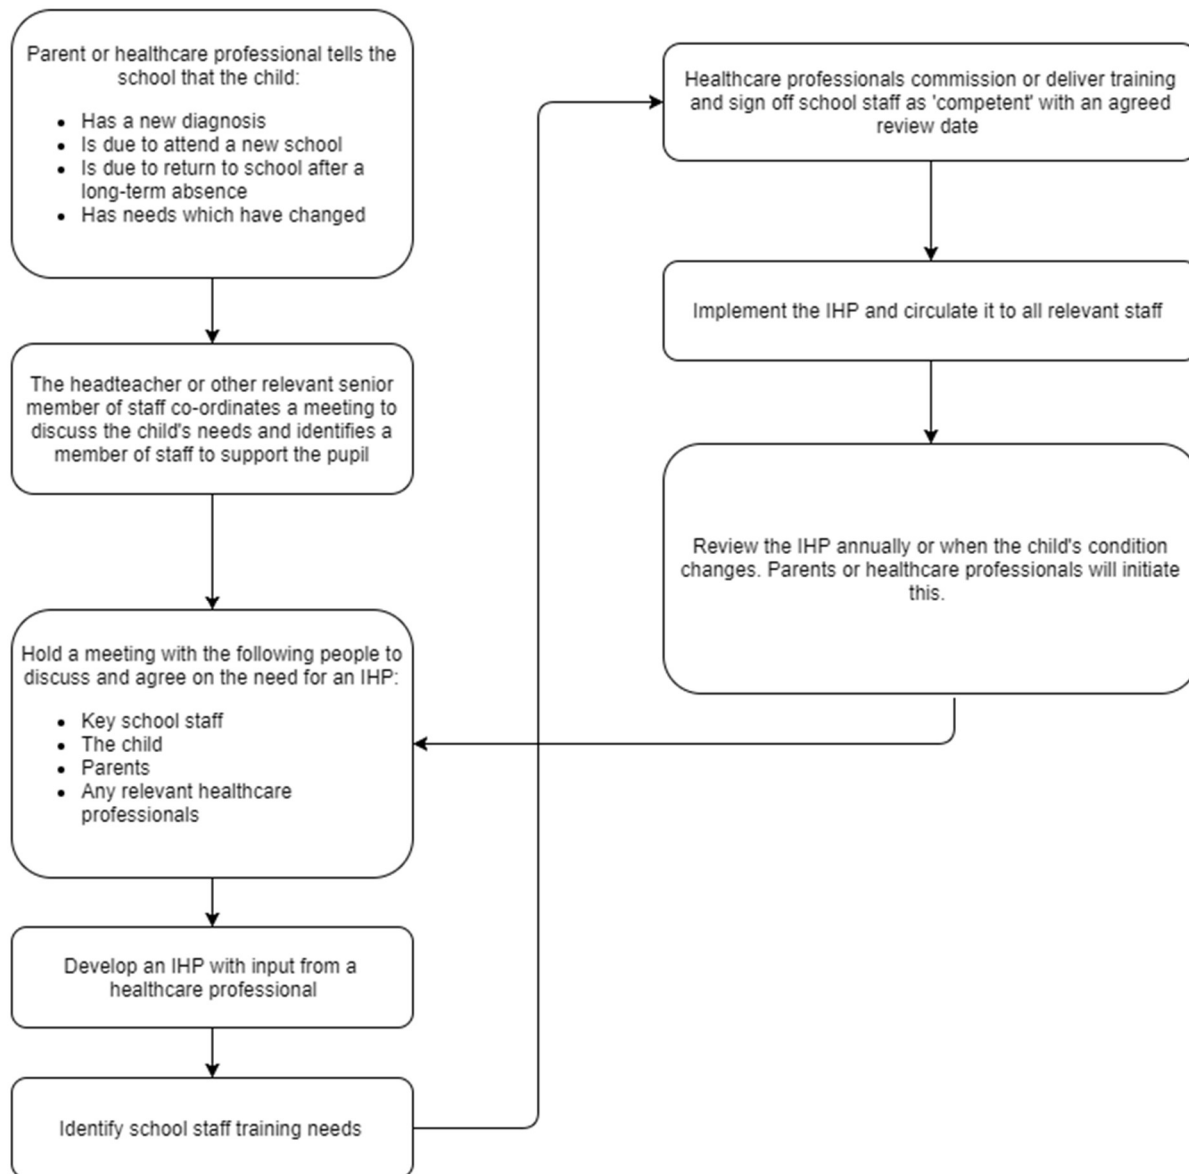 Parent or healthcare professional tells the
school that the child:
• Has a new diagnosis
• Is due to attend a new school
• Is due to return to school after a
long-term absence
• Has needs which have changed
The headteacher or other relevant senior
member of staff co-ordinates a meeting to
discuss the child's needs and identifies a
member of staff to support the pupil
Hold a meeting with the following people to
discuss and agree on the need for an IHP:
• Key school staff
• The child
• Parents
• Any relevant healthcare
professionals
Develop an IHP with input from a
healthcare professional
Identify school staff training needs
Healthcare professionals commission or deliver training
and sign off school staff as 'competent' with an agreed
review date
Implement the IHP and circulate it to all relevant staff
Review the IHP annually or when the child's condition
changes. Parents or healthcare professionals will initiate
this.